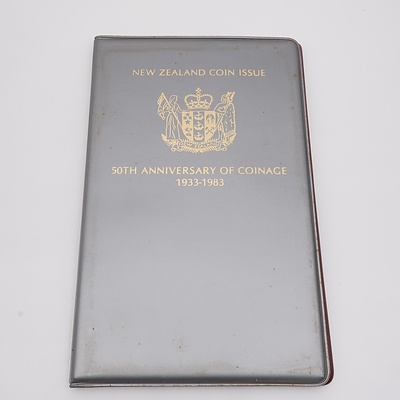 NEW ZEALAND COIN ISSUE
50TH ANNIVERSARY OF COINAGE
1933-1983